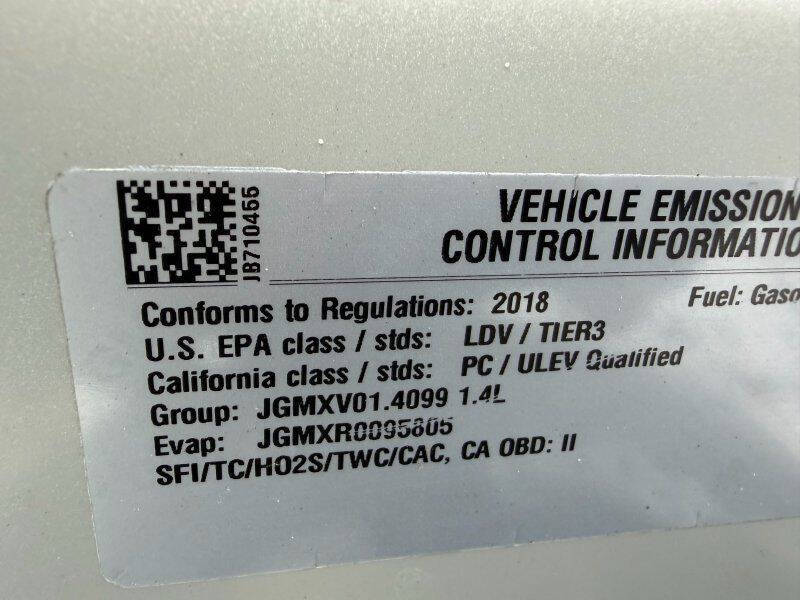 JB710455
VEHICLE EMISSION
CONTROL INFORMATIO
Conforms to Regulations: 2018
Fuel: Gaso
U.S. EPA class / stds: LDV / TIER3
California class / stds: PC / ULEV Qualified
Group: JGMXV01.4099 1.4L
Evap: JGMXR0095805
SFI/TC/HO2S/TWC/CAC, CA OBD: II